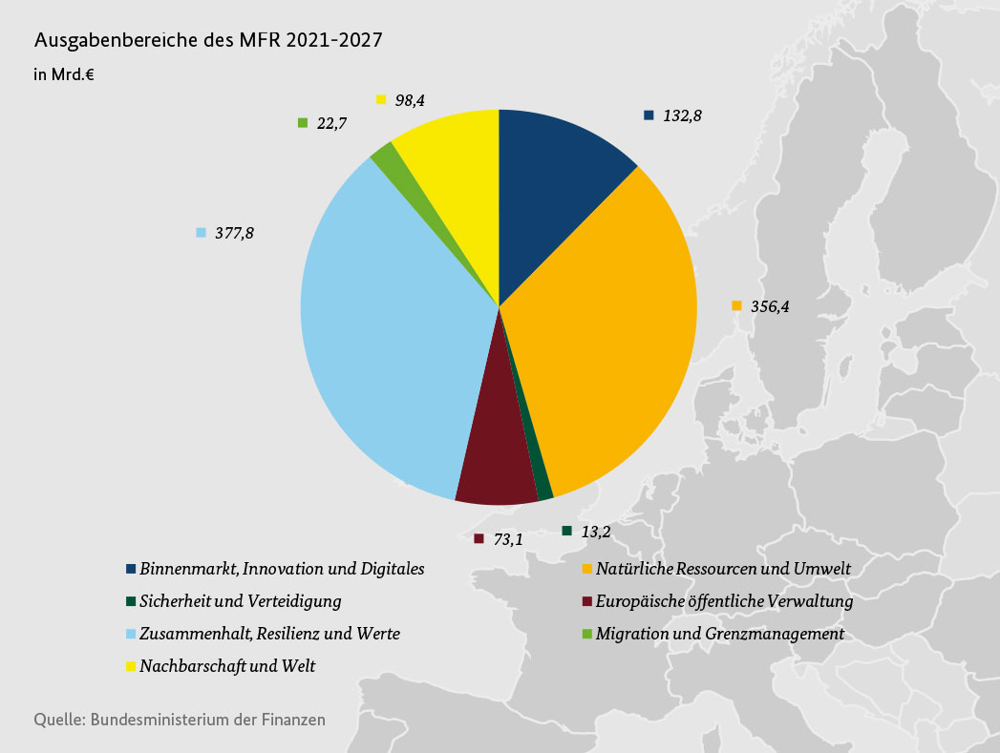 Ausgabenbereiche des MFR 2021-2027
in Mrd.€
98,4
132,8
22,7
377,8
356,4
73,1
13,2
Binnenmarkt, Innovation und Digitales
Natürliche Ressourcen und Umwelt
Sicherheit und Verteidigung
Europäische öffentliche Verwaltung
Zusammenhalt, Resilienz und Werte
Migration und Grenzmanagement
Nachbarschaft und Welt
Quelle: Bundesministerium der Finanzen